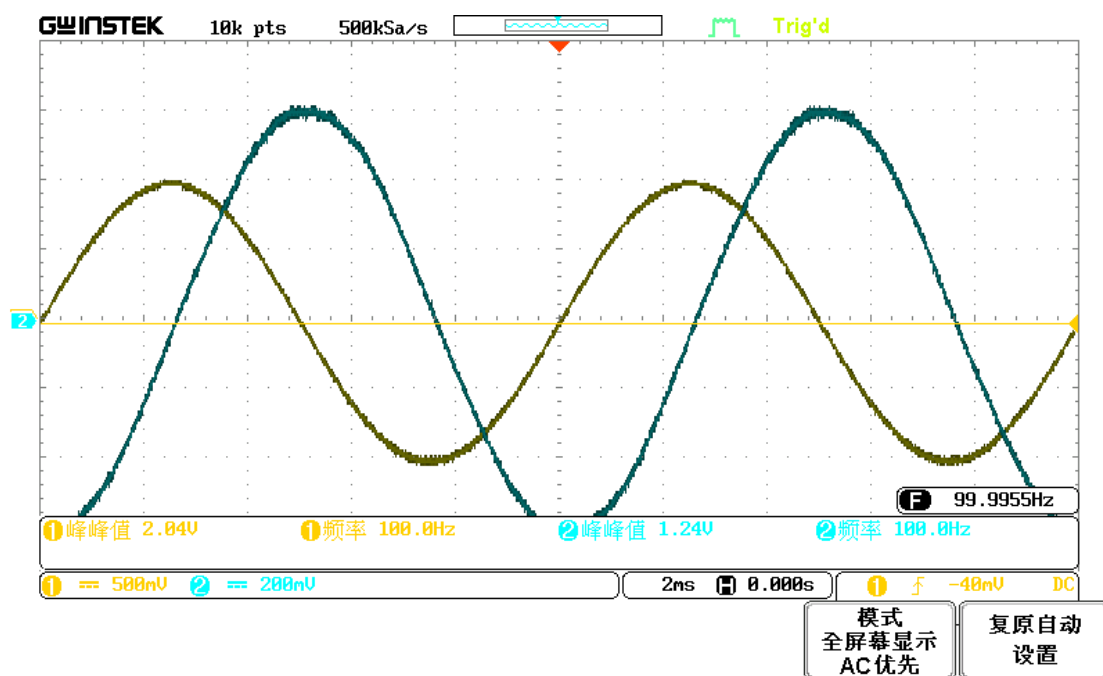 GWINSTEK 10k pts 500kSa/s Trig'd
2
F 99.9955Hz
1峰峰值 2.04V 1频率 100.0Hz 2峰峰值 1.24V 2频率 100.0Hz
1 500mV 2 200mV 2ms H 0.000s 1 -40mV DC
模式
全屏幕显示
AC优先
复原自动
设置